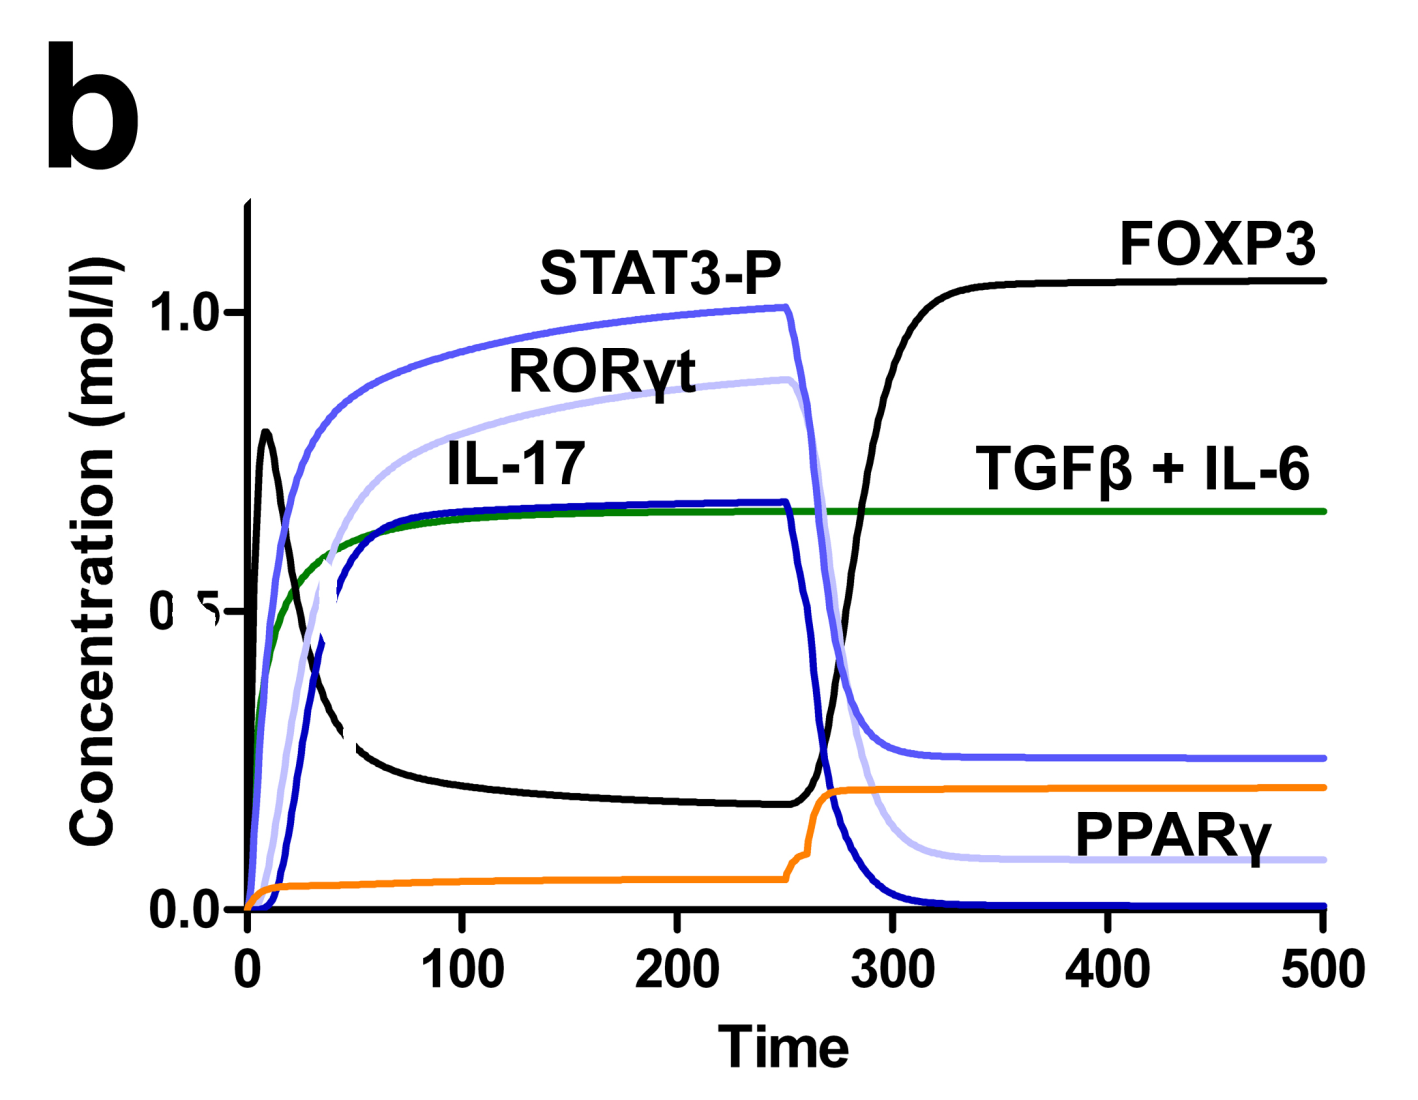 b
Concentration (mol/l)
STAT3-P
FOXP3
1.0
RORγt
IL-17
TGFβ + IL-6
PPARγ
0.0
0 100 200 300 400 500
Time